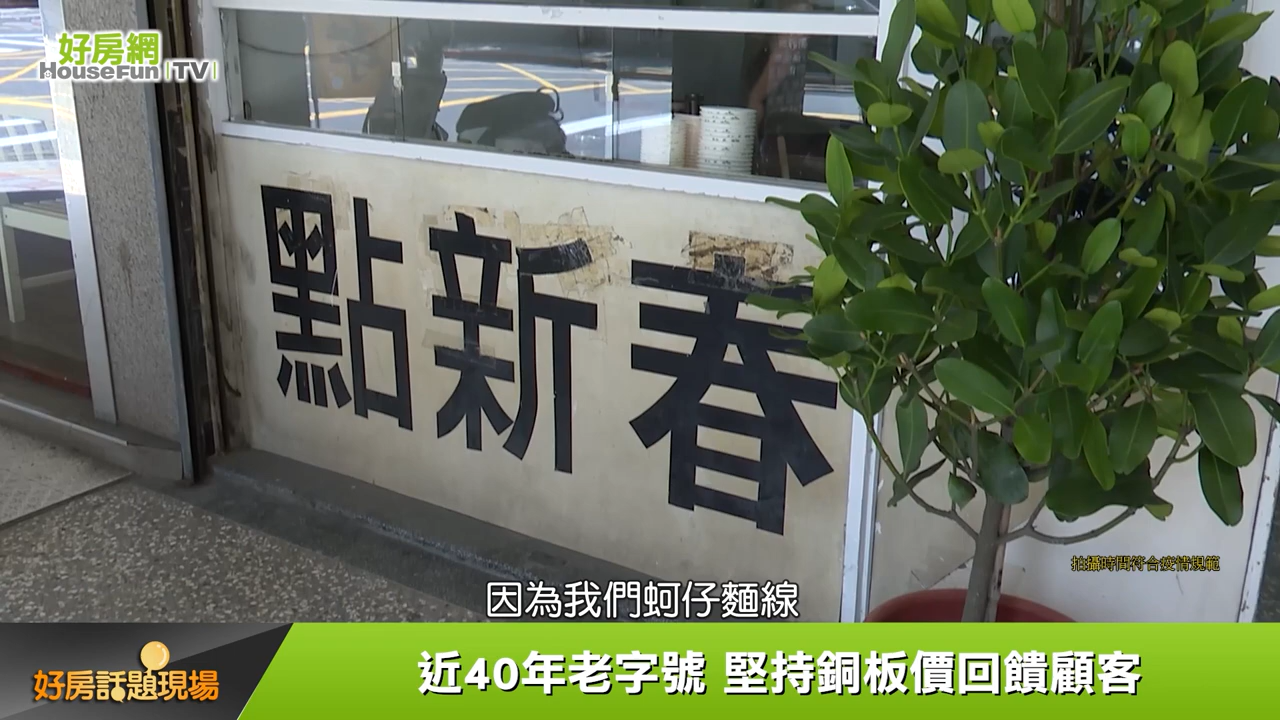 好房網
HouseFun TV
點新春
拍攝時間符合疫情規範
因為我們蚵仔麵線
好房話題現場
近40年老字號 堅持銅板價回饋顧客